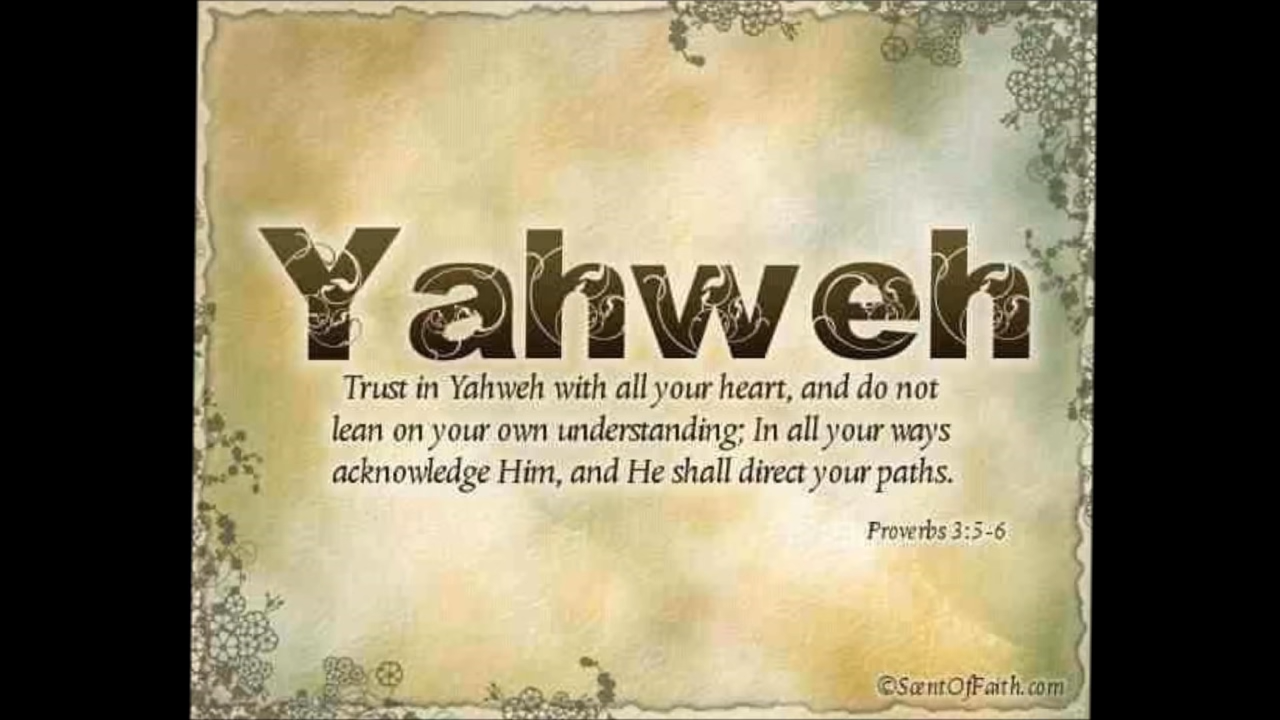 Yahweh
Trust in Yahweh with all your heart, and do not
lean on your own understanding; In all your ways
acknowledge Him, and He shall direct your paths.
Proverbs 3:5-6
©ScentOfFaith.com